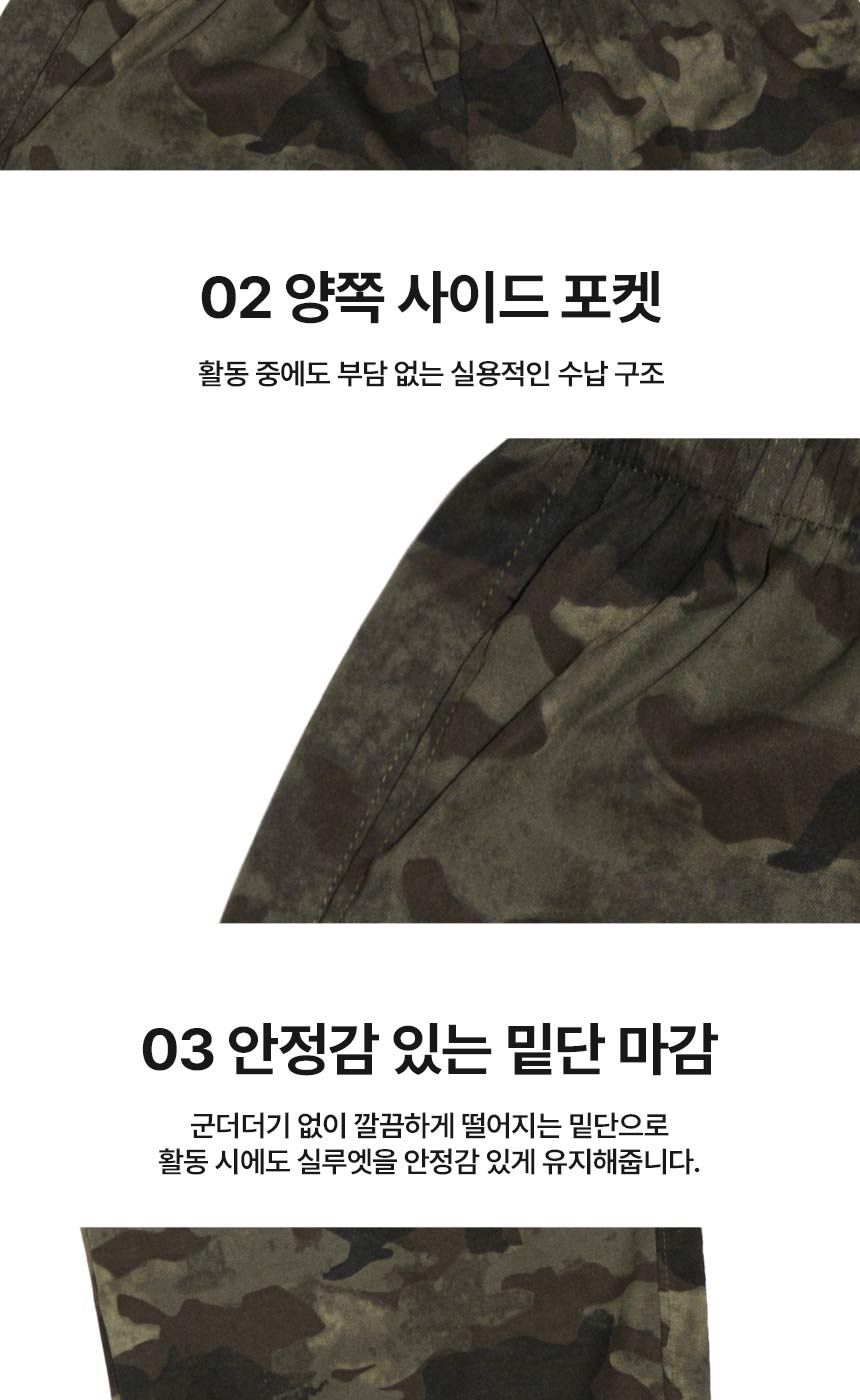 02 양쪽 사이드 포켓
활동 중에도 부담 없는 실용적인 수납 구조
03 안정감 있는 밑단 마감
군더더기 없이 깔끔하게 떨어지는 밑단으로
활동 시에도 실루엣을 안정감 있게 유지해줍니다.